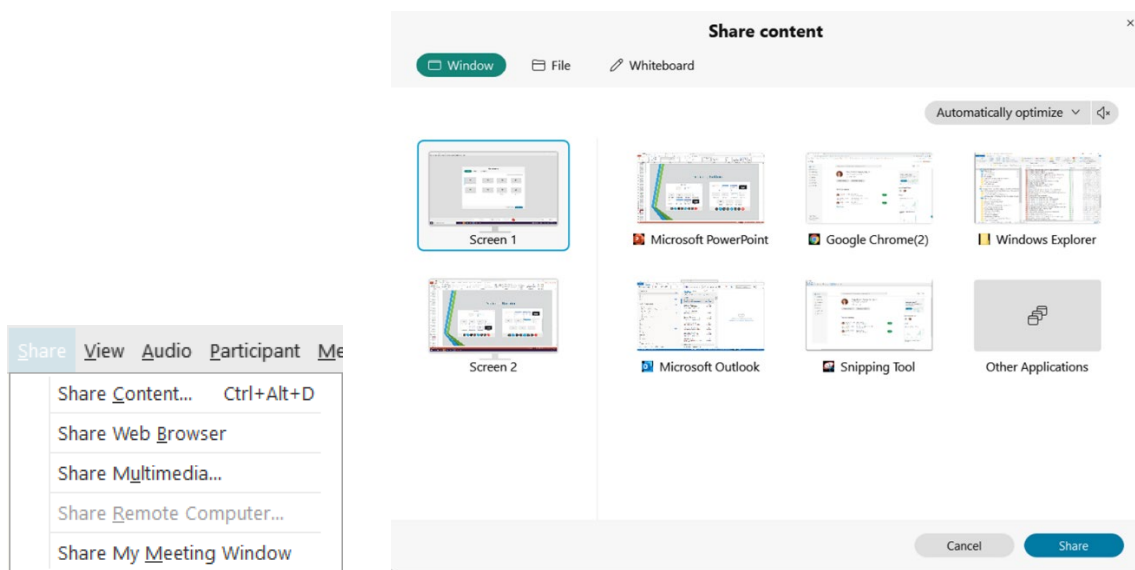 Share View Audio Participant Me
Share Content... Ctrl+Alt+D
Share Web Browser
Share Multimedia...
Share Remote Computer...
Share My Meeting Window
Share content
Window File Whiteboard
Automatically optimize
Screen 1
Microsoft PowerPoint Google Chrome(2) Windows Explorer
Screen 2
Microsoft Outlook Snipping Tool Other Applications
Cancel Share